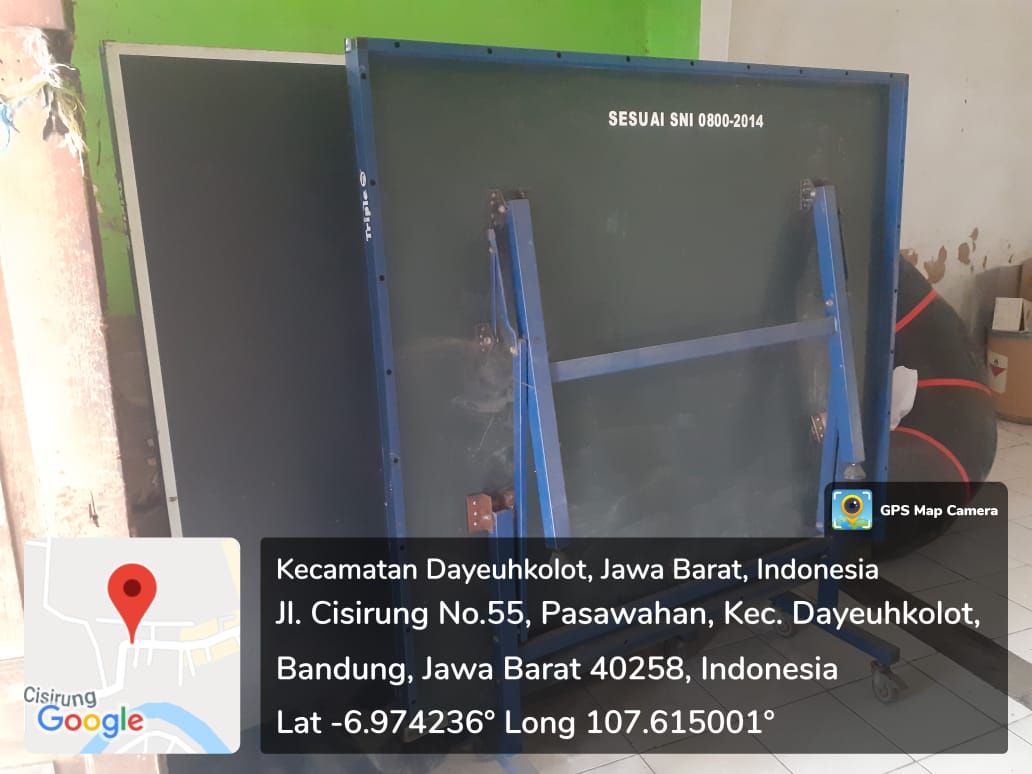 SESUAI SNI 0800-2014
GPS Map Camera
Kecamatan Dayeuhkolot, Jawa Barat, Indonesia
Jl. Cisirung No.55, Pasawahan, Kec. Dayeuhkolot,
Bandung, Jawa Barat 40258, Indonesia
Lat -6.974236° Long 107.615001°
Cisirung
Google